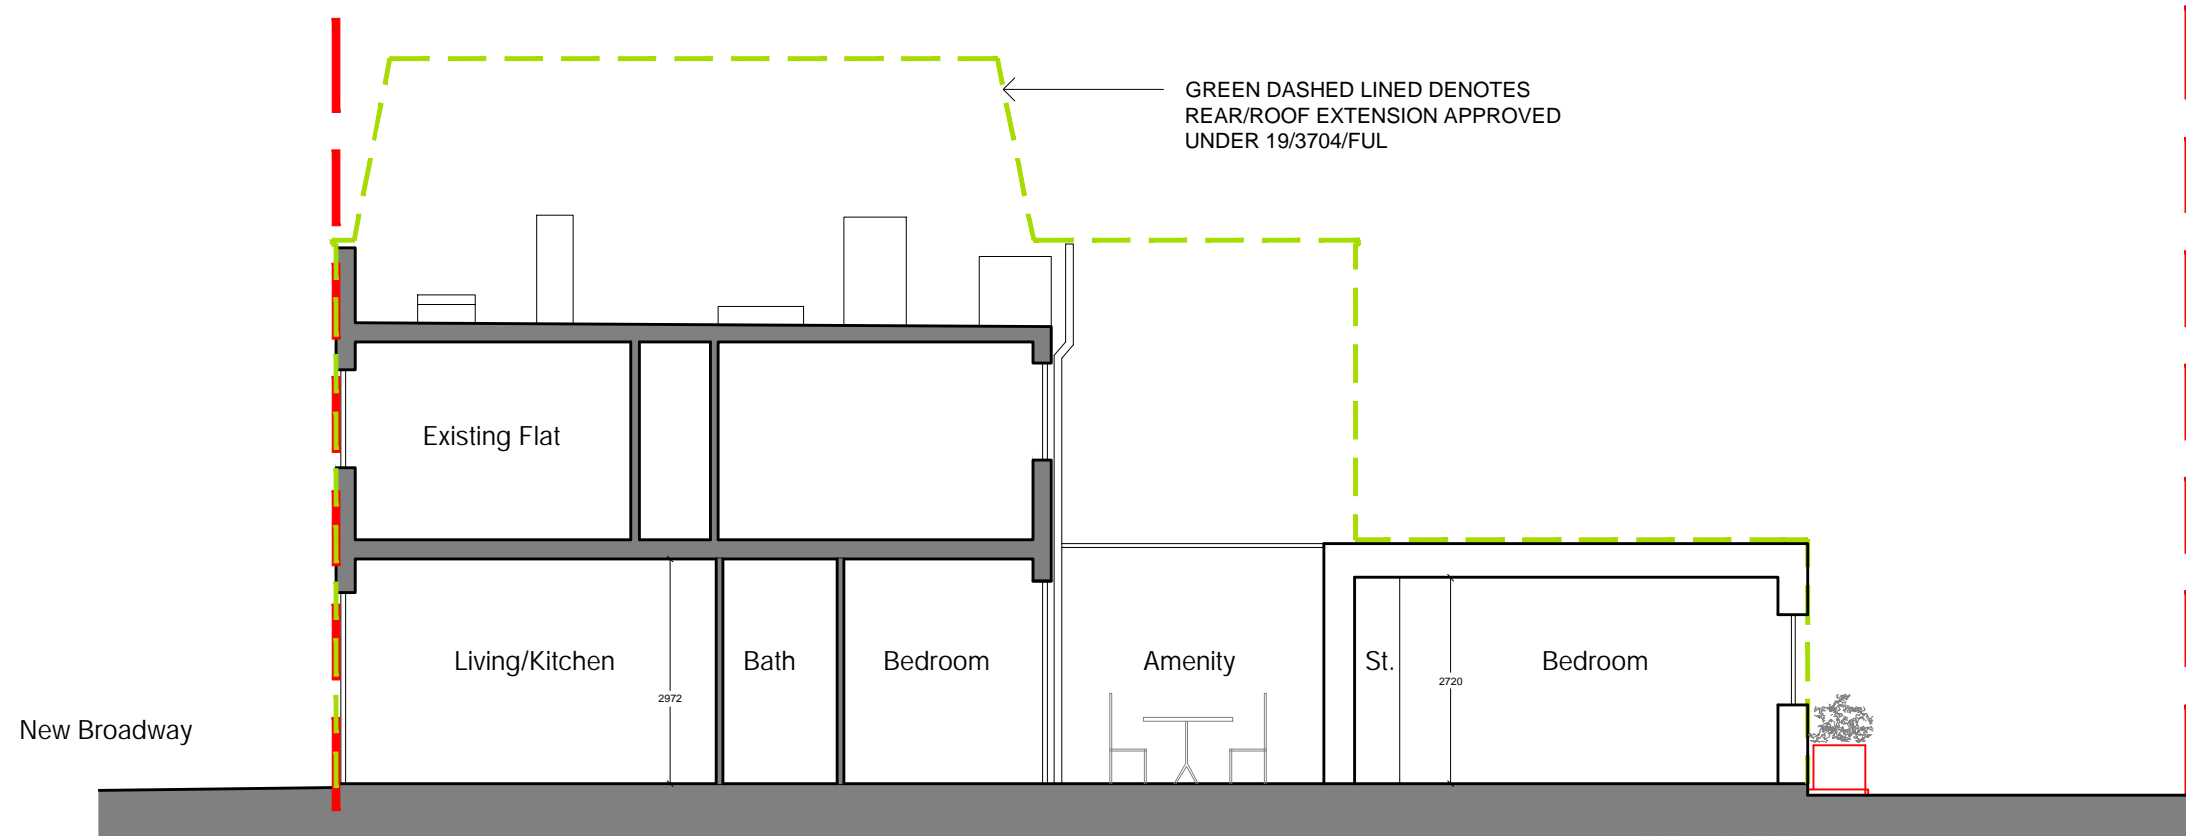 GREEN DASHED LINED DENOTES
REAR/ROOF EXTENSION APPROVED
UNDER 19/3704/FUL
Existing Flat
Living/Kitchen
Bath
Bedroom
Amenity
St.
Bedroom
2972
2720
New Broadway